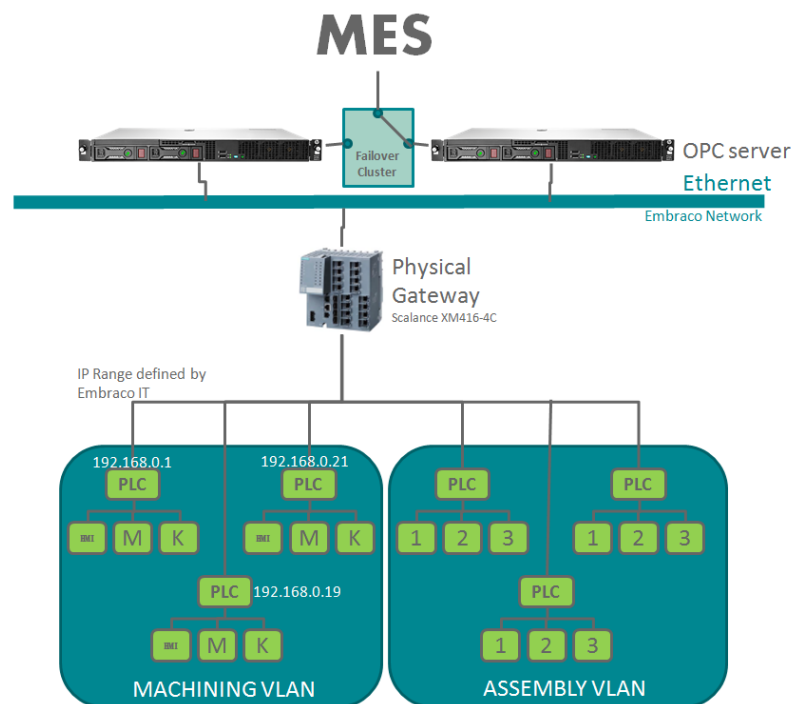 MES
Failover
Cluster
OPC server
Ethernet
Embraco Network
Physical
Gateway
Scalance XM416-4C
IP Range defined by
Embraco IT
192.168.0.1
192.168.0.21
PLC
PLC
PLC
PLC
HMI M K
HMI M K
1 2 3
1 2 3
PLC 192.168.0.19
PLC
HMI M K
1 2 3
MACHINING VLAN
ASSEMBLY VLAN